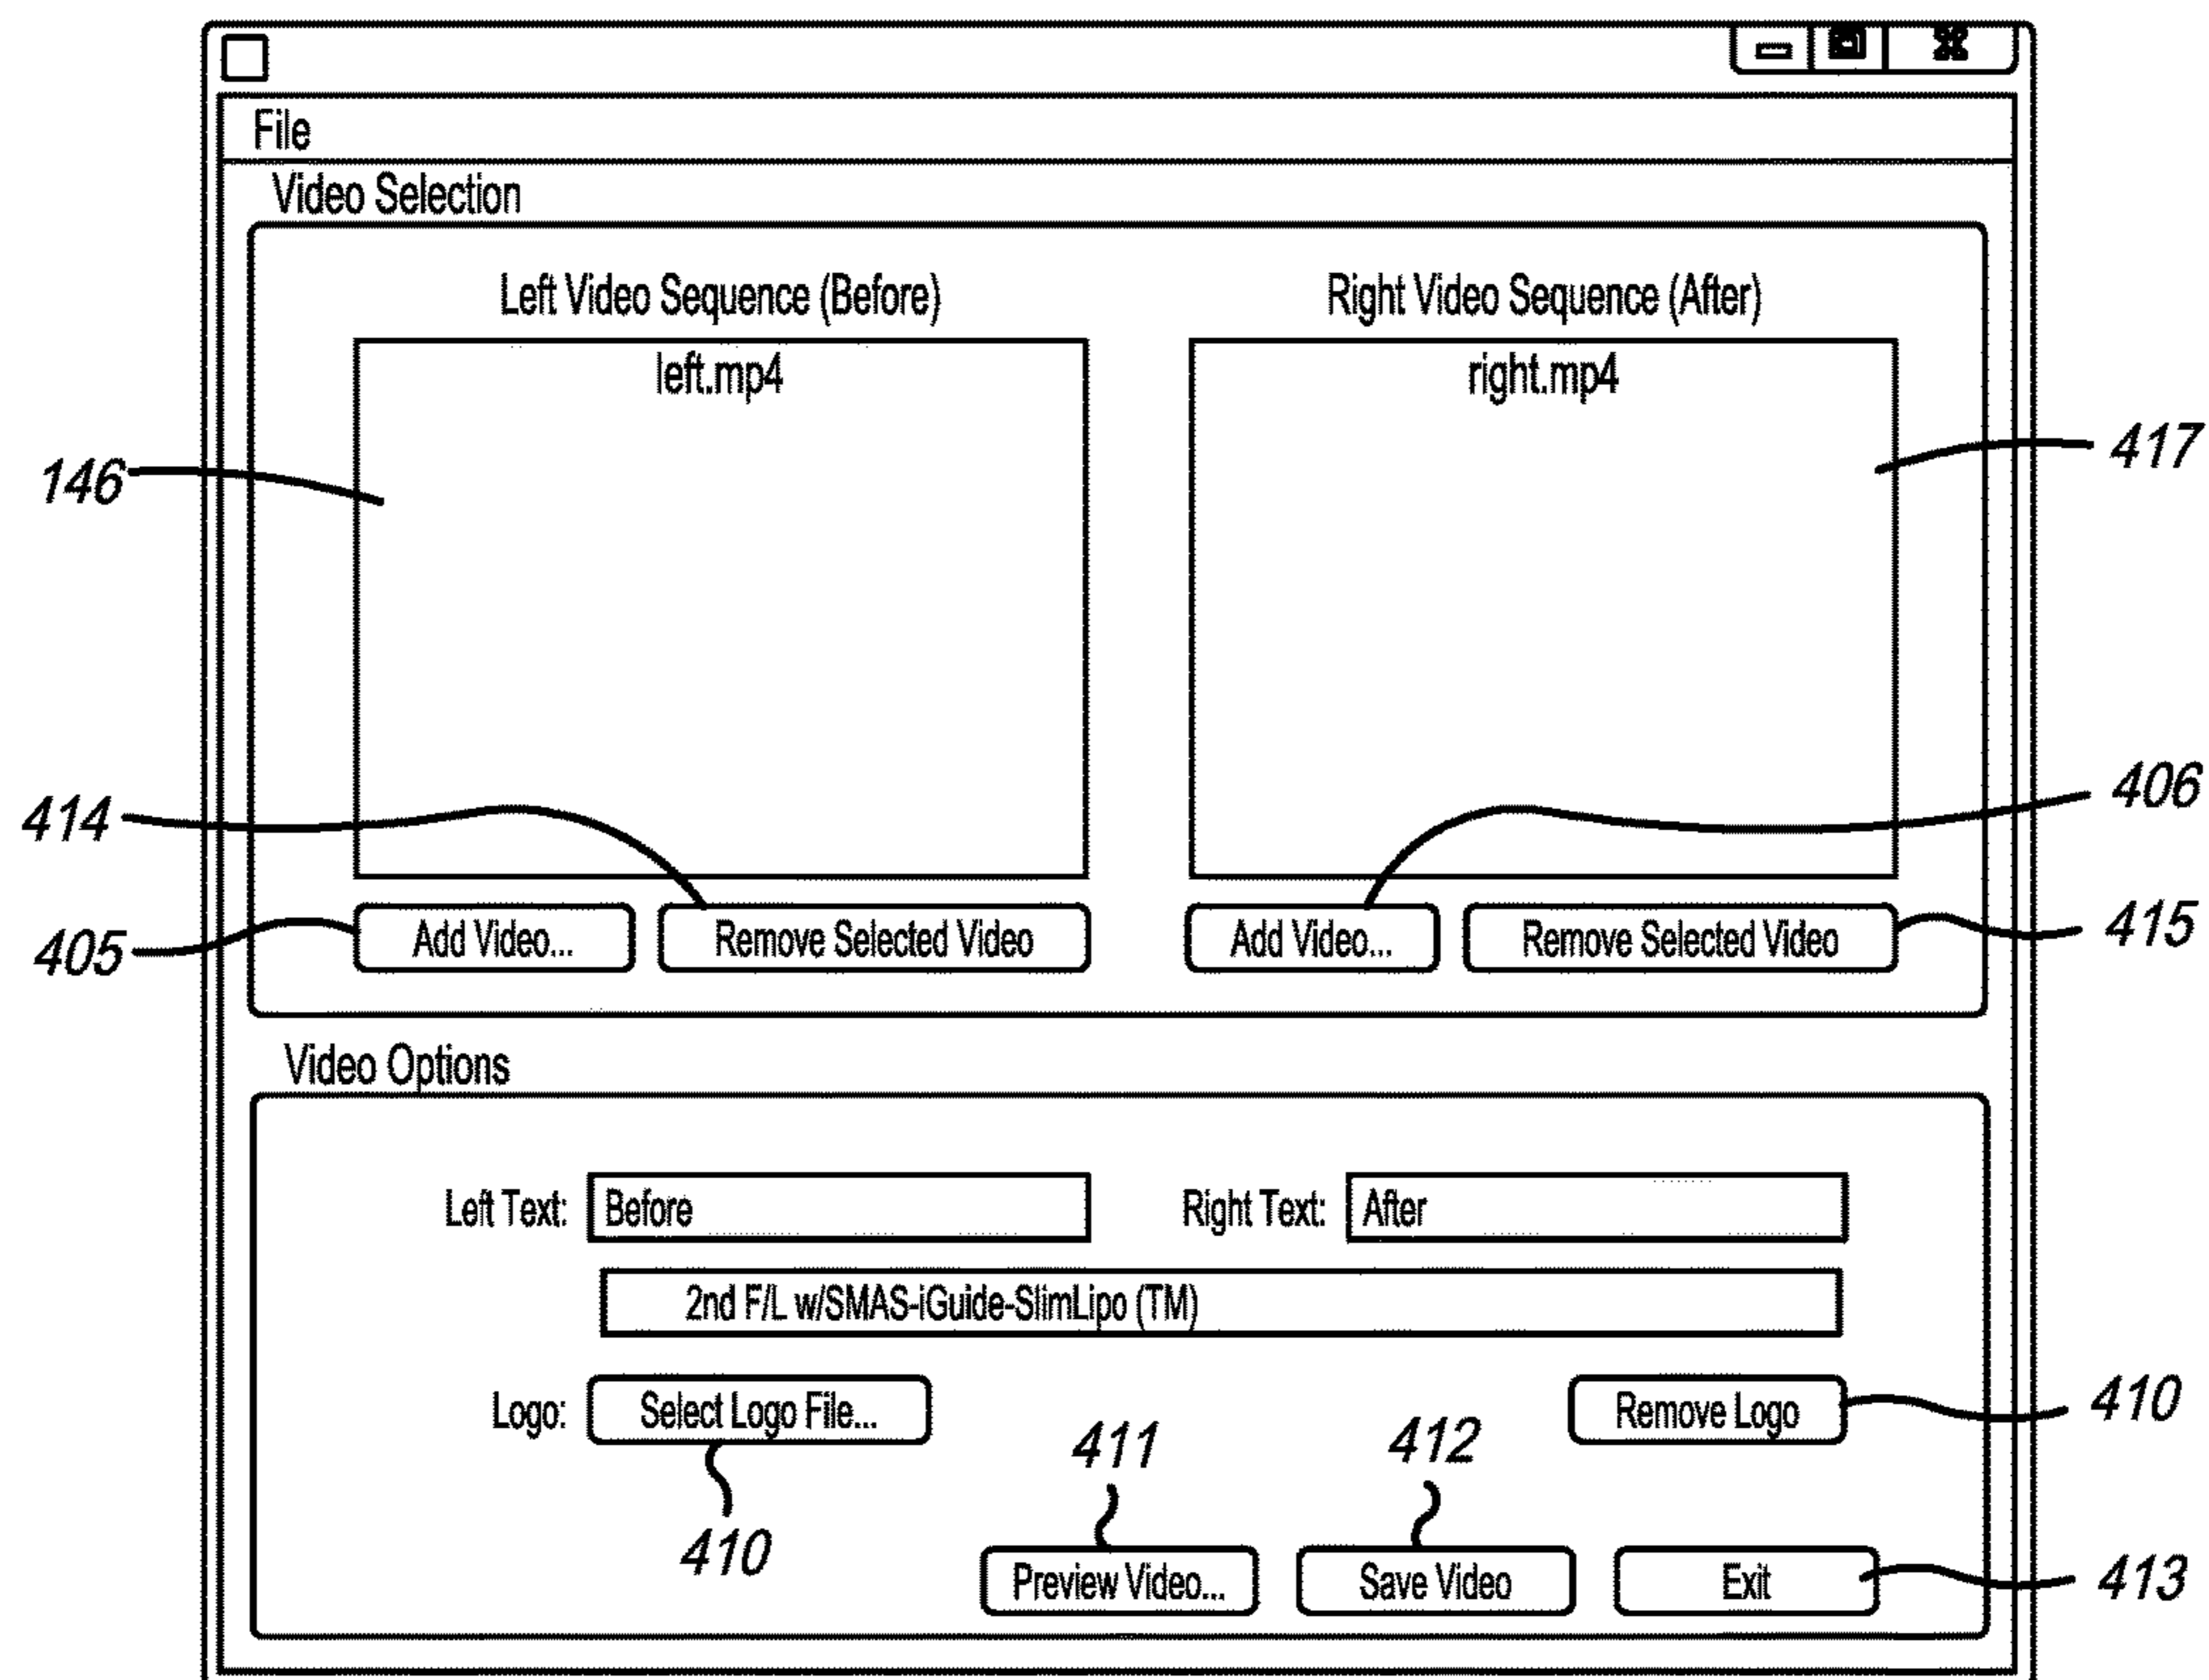 File
Video Selection
Left Video Sequence (Before) Right Video Sequence (After)
left.mp4 right.mp4
146 417
414 406
405 Add Video... Remove Selected Video Add Video... Remove Selected Video 415
Video Options
Left Text: Before Right Text: After
2nd F/L w/SMAS-iGuide-SlimLipo (TM)
Logo: Select Logo File... Remove Logo 410
411 412
410
Preview Video... Save Video Exit 413